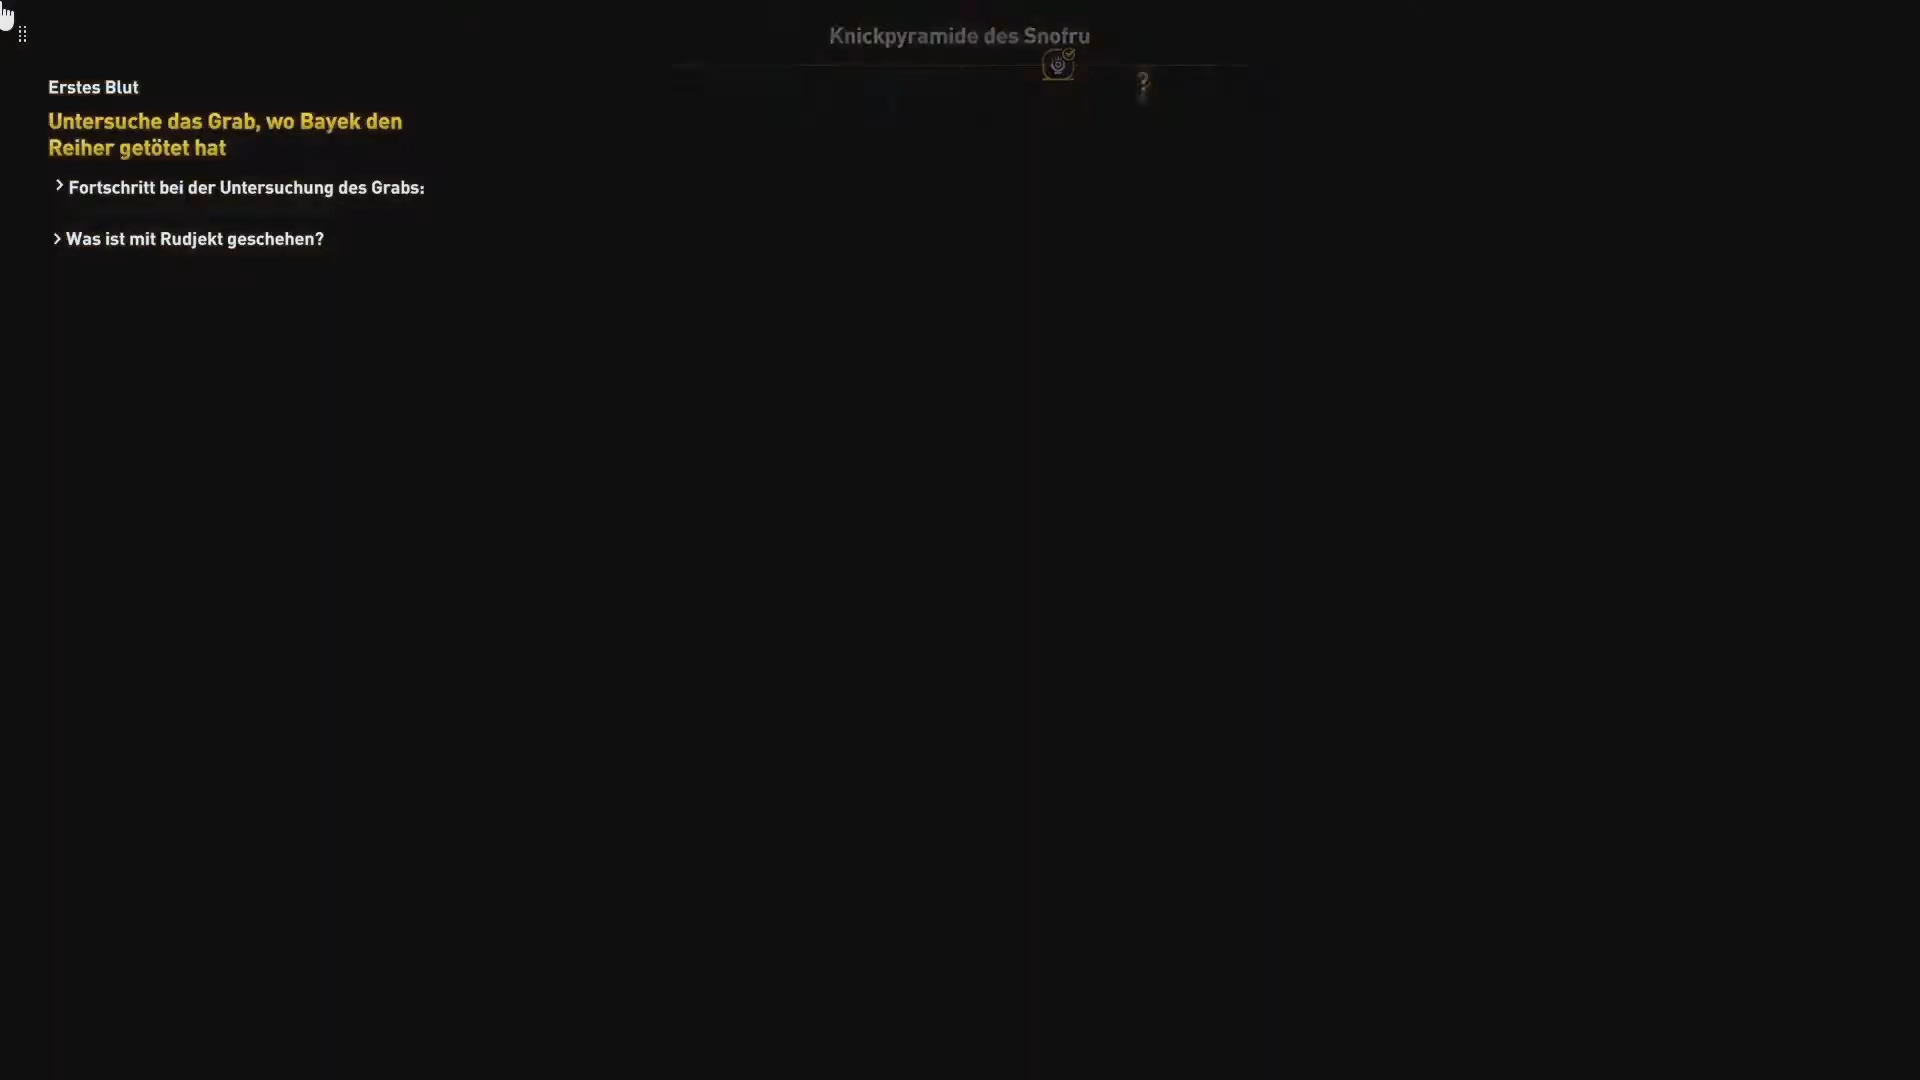 Knickpyramide des Snofru
Erstes Blut
Untersuche das Grab, wo Bayek den
Reiher getötet hat
> Fortschritt bei der Untersuchung des Grabs:
> Was ist mit Rudjekt geschehen?
?